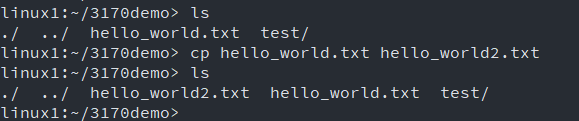 linux1:~/3170demo> ls
./  ../  hello_world.txt  test/
linux1:~/3170demo> cp hello_world.txt hello_world2.txt
linux1:~/3170demo> ls
./  ../  hello_world2.txt  hello_world.txt  test/
linux1:~/3170demo>